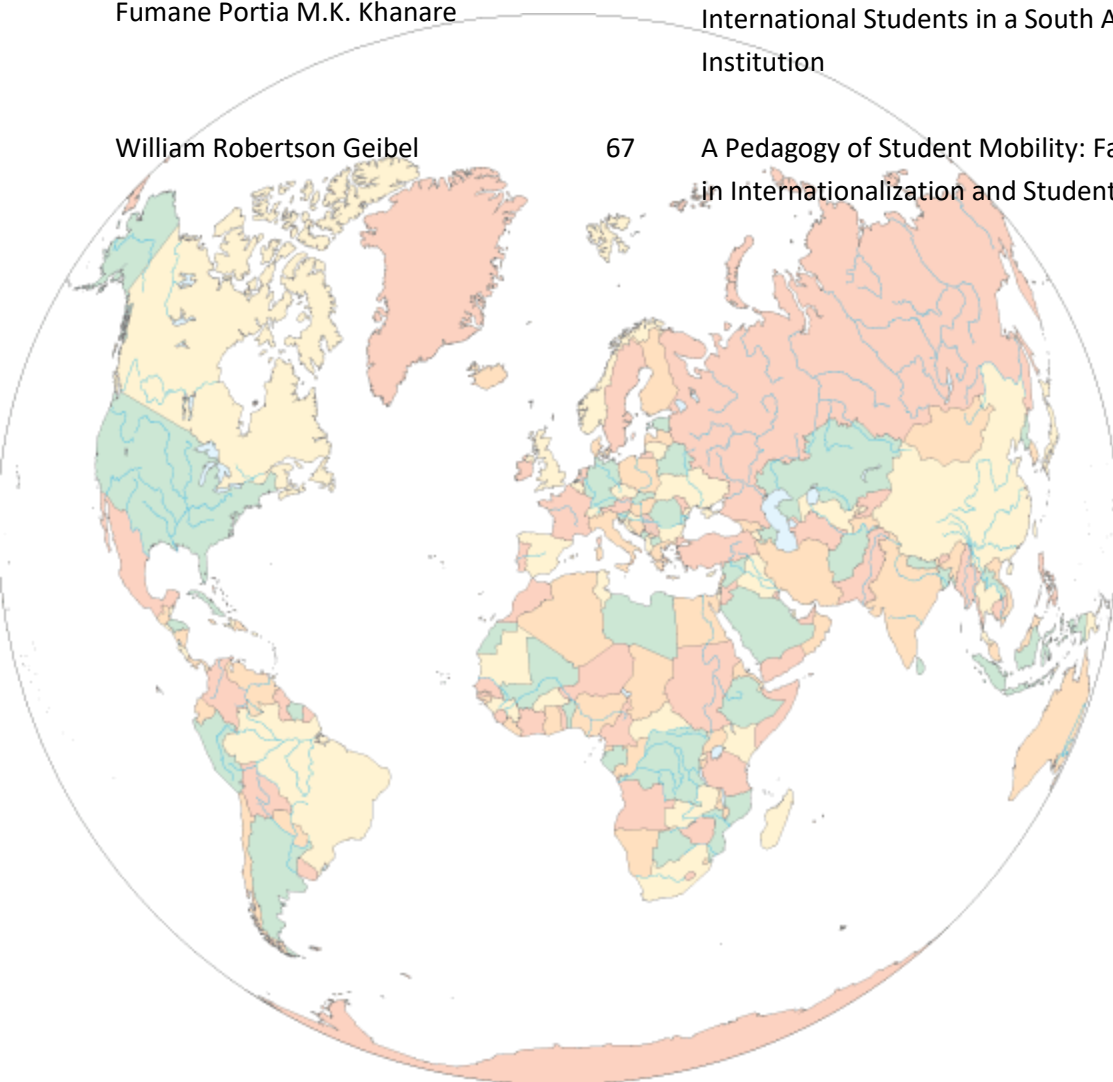 Fumane Portia M.K. Khanare
International Students in a South A
Institution
William Robertson Geibel 67 A Pedagogy of Student Mobility: Fa
in Internationalization and Student